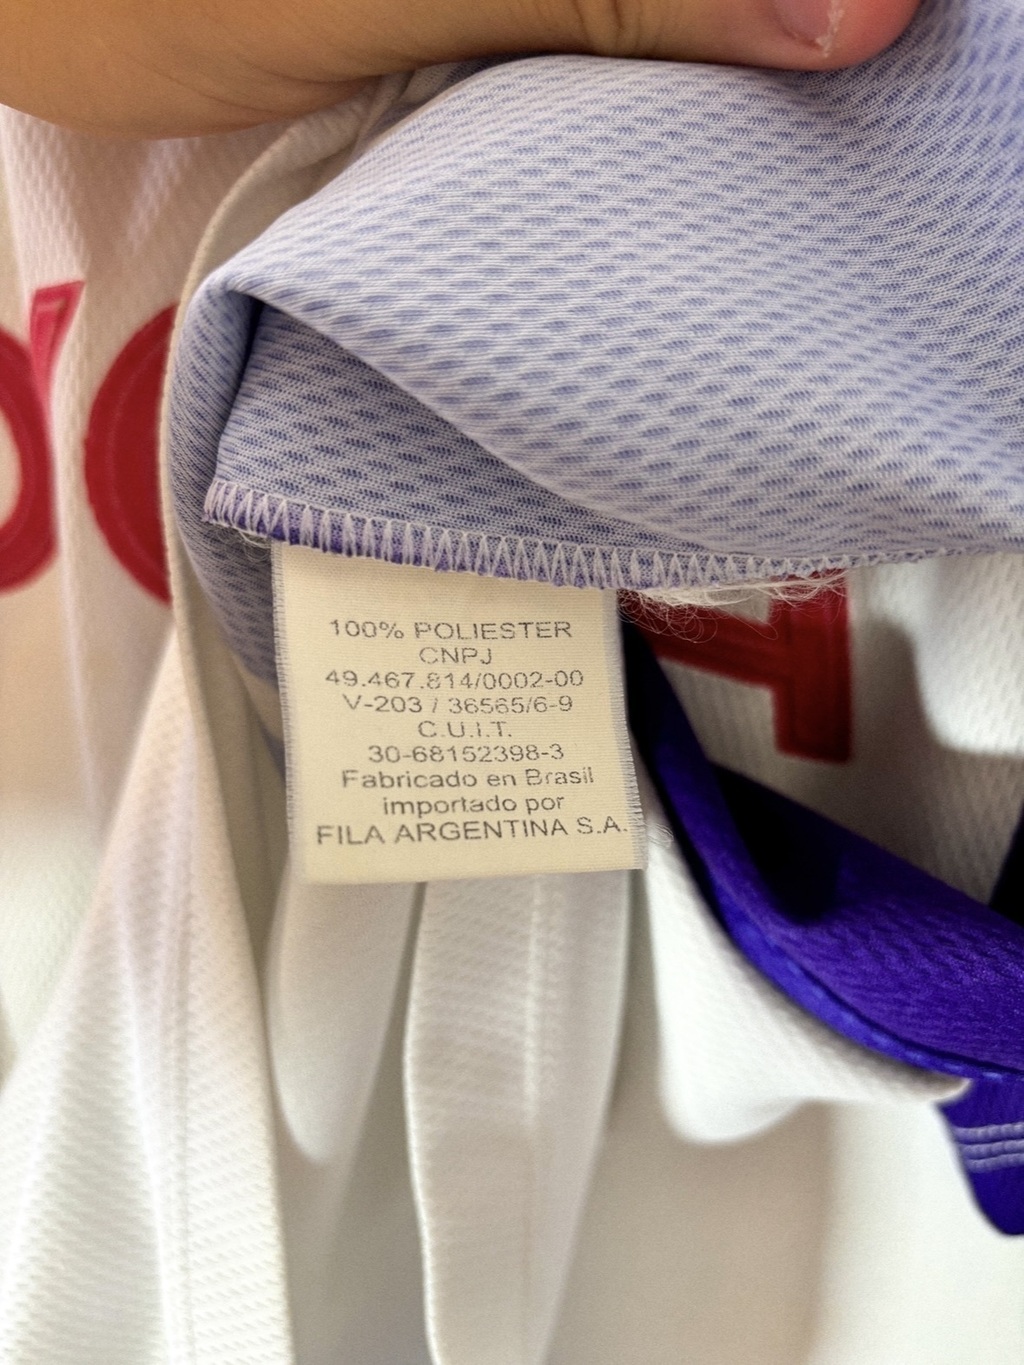 100% POLIESTER
CNPJ
49.467.814/0002-00
V-203 / 36565/6-9
C.U.I.T.
30-68152398-3
Fabricado en Brasil
importado por
FILA ARGENTINA S.A.